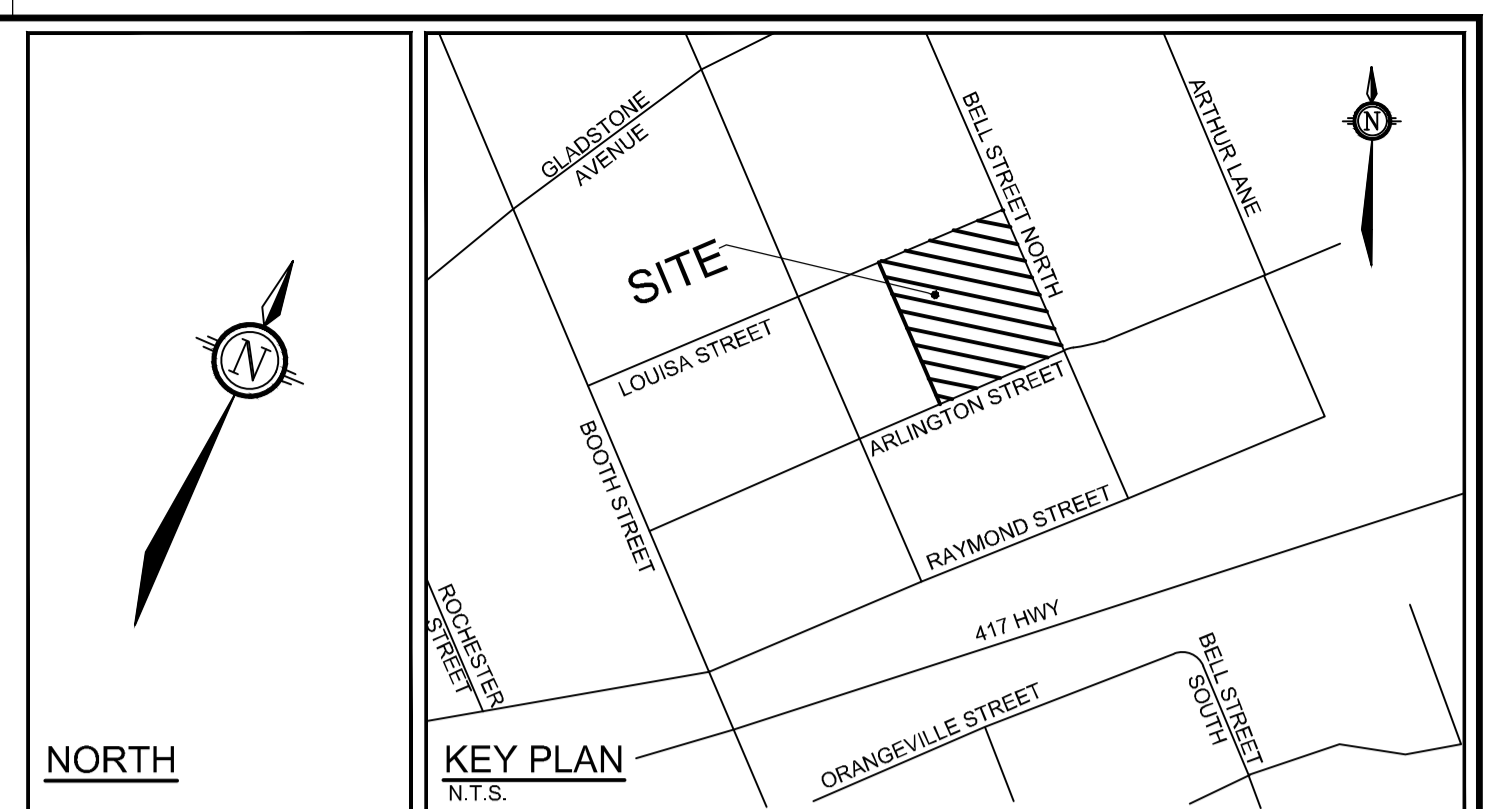 GLADSTONE
AVENUE
BELL STREET NORTH
ARTHUR LANE
N
SITE
LOUISA STREET
N
ARLINGTON STREET
BOOTH STREET
RAYMOND STREET
ROCHESTER
STREET
417 HWY
BELL STREET
SOUTH
ORANGEVILLE STREET
NORTH
KEY PLAN
N.T.S.